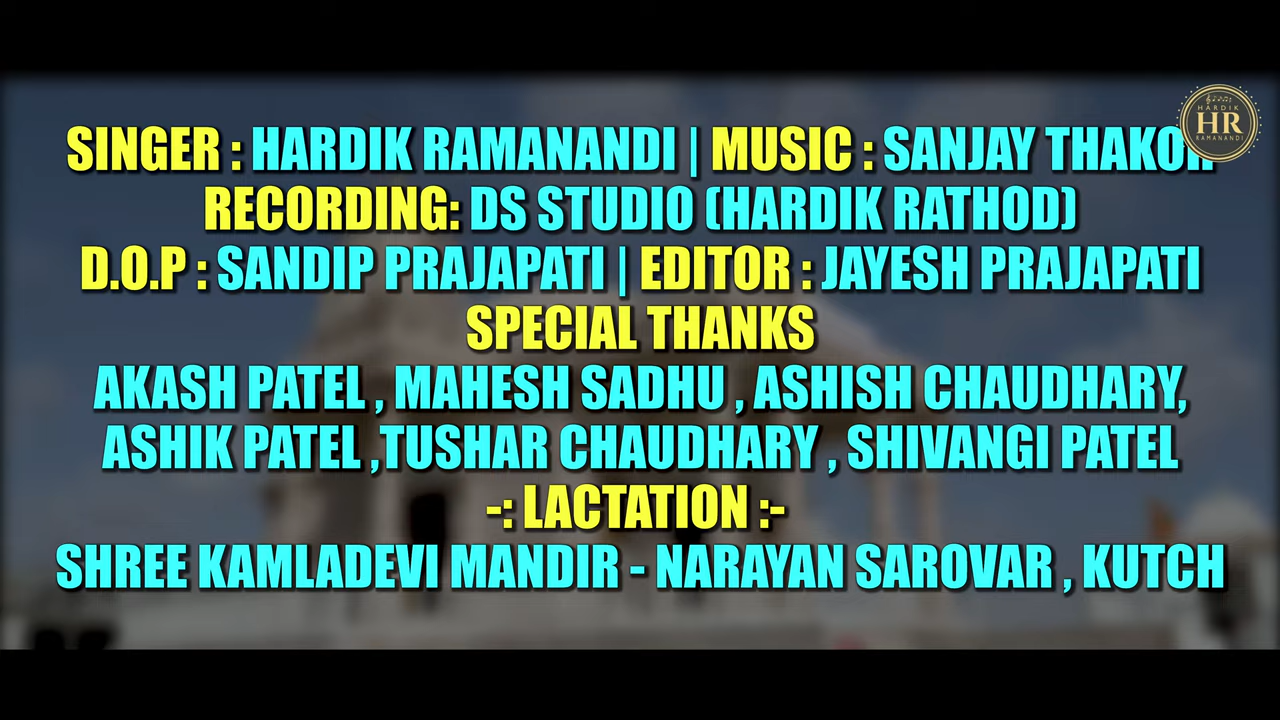 SINGER : HARDIK RAMANANDI | MUSIC : SANJAY THAKOR
RECORDING: DS STUDIO (HARDIK RATHOD)
D.O.P : SANDIP PRAJAPATI | EDITOR : JAYESH PRAJAPATI
SPECIAL THANKS
AKASH PATEL , MAHESH SADHU , ASHISH CHAUDHARY,
ASHIK PATEL ,TUSHAR CHAUDHARY , SHIVANGI PATEL
-: LACTATION :-
SHREE KAMLADEVI MANDIR - NARAYAN SAROVAR , KUTCH
HARDIK
HR
RAMANANDI